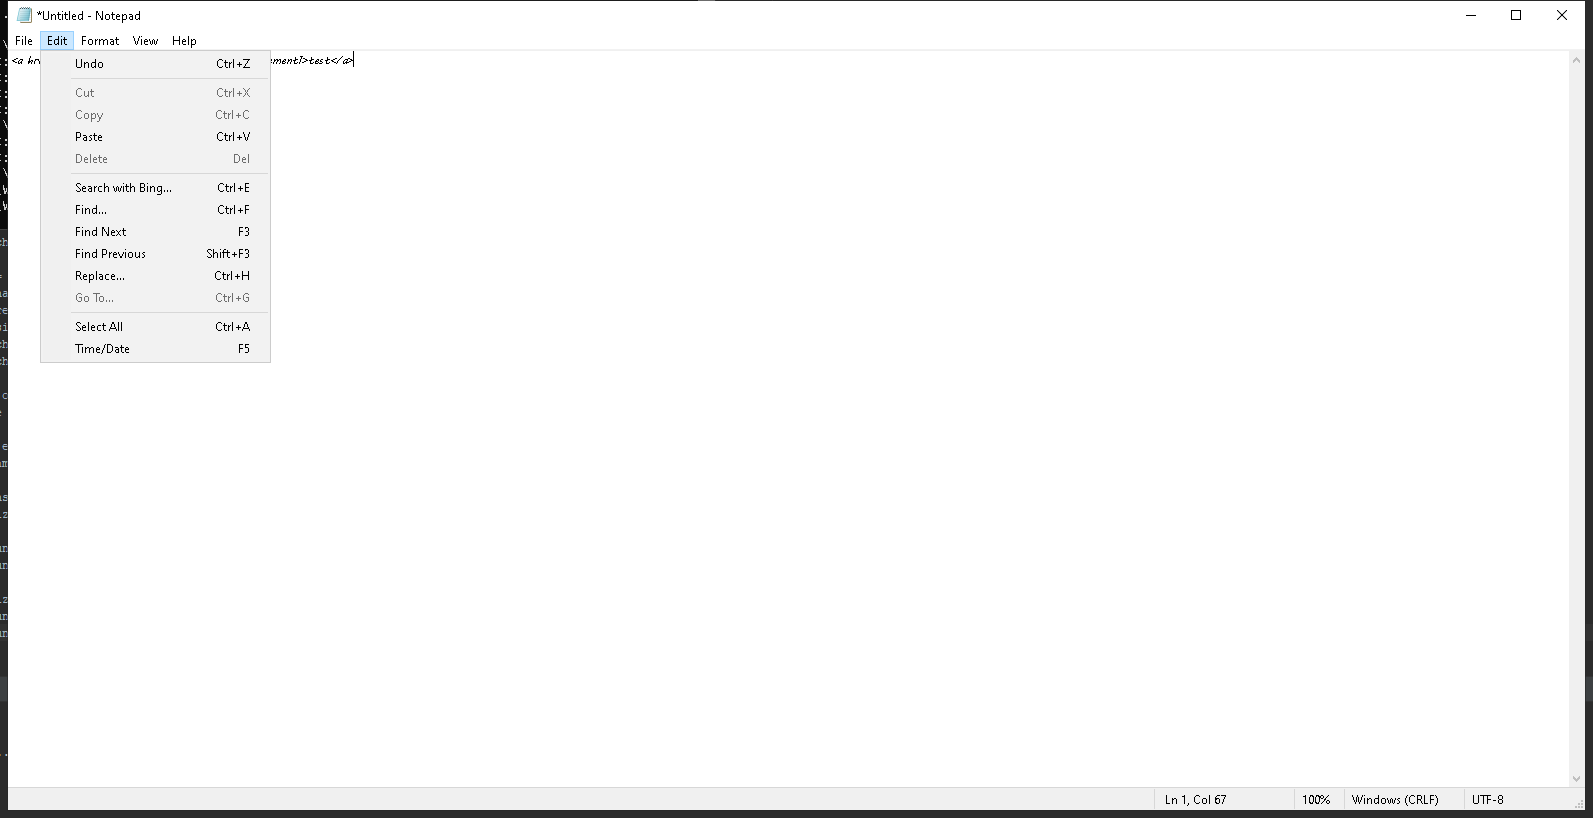 *Untitled - Notepad
File Edit Format View Help
<a hr ement1>test</a>
Undo Ctrl+Z
Cut Ctrl+X
Copy Ctrl+C
Paste Ctrl+V
Delete Del
Search with Bing... Ctrl+E
Find... Ctrl+F
Find Next F3
Find Previous Shift+F3
Replace... Ctrl+H
Go To... Ctrl+G
Select All Ctrl+A
Time/Date F5
Ln 1, Col 67 100% Windows (CRLF) UTF-8